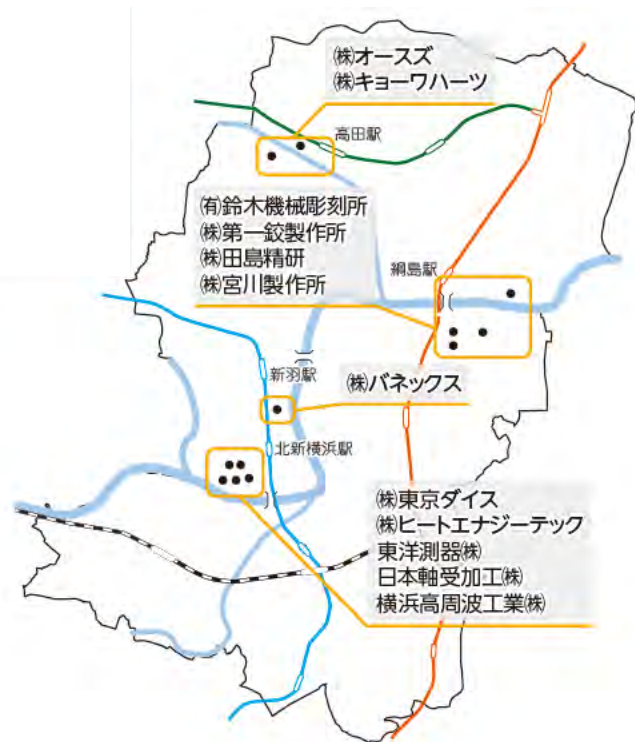 ㈱オースズ
㈱キョーワハーツ
高田駅
㈲鈴木機械彫刻所
㈱第一鉸製作所
㈱田島精研
㈱宮川製作所
綱島駅
新羽駅
㈱バネックス
北新横浜駅
㈱東京ダイス
㈱ヒートエナジーテック
東洋測器㈱
日本軸受加工㈱
横浜高周波工業㈱